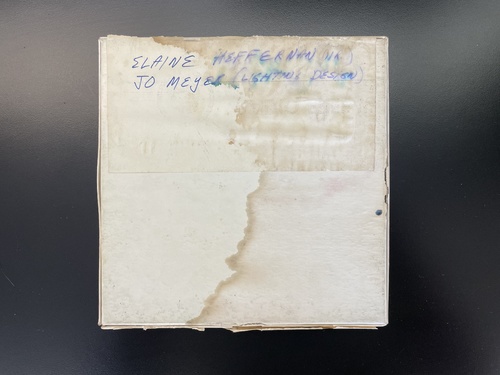 ELAINE HEFFERNAN
JO MEYER (LIGHTING DESIGN)